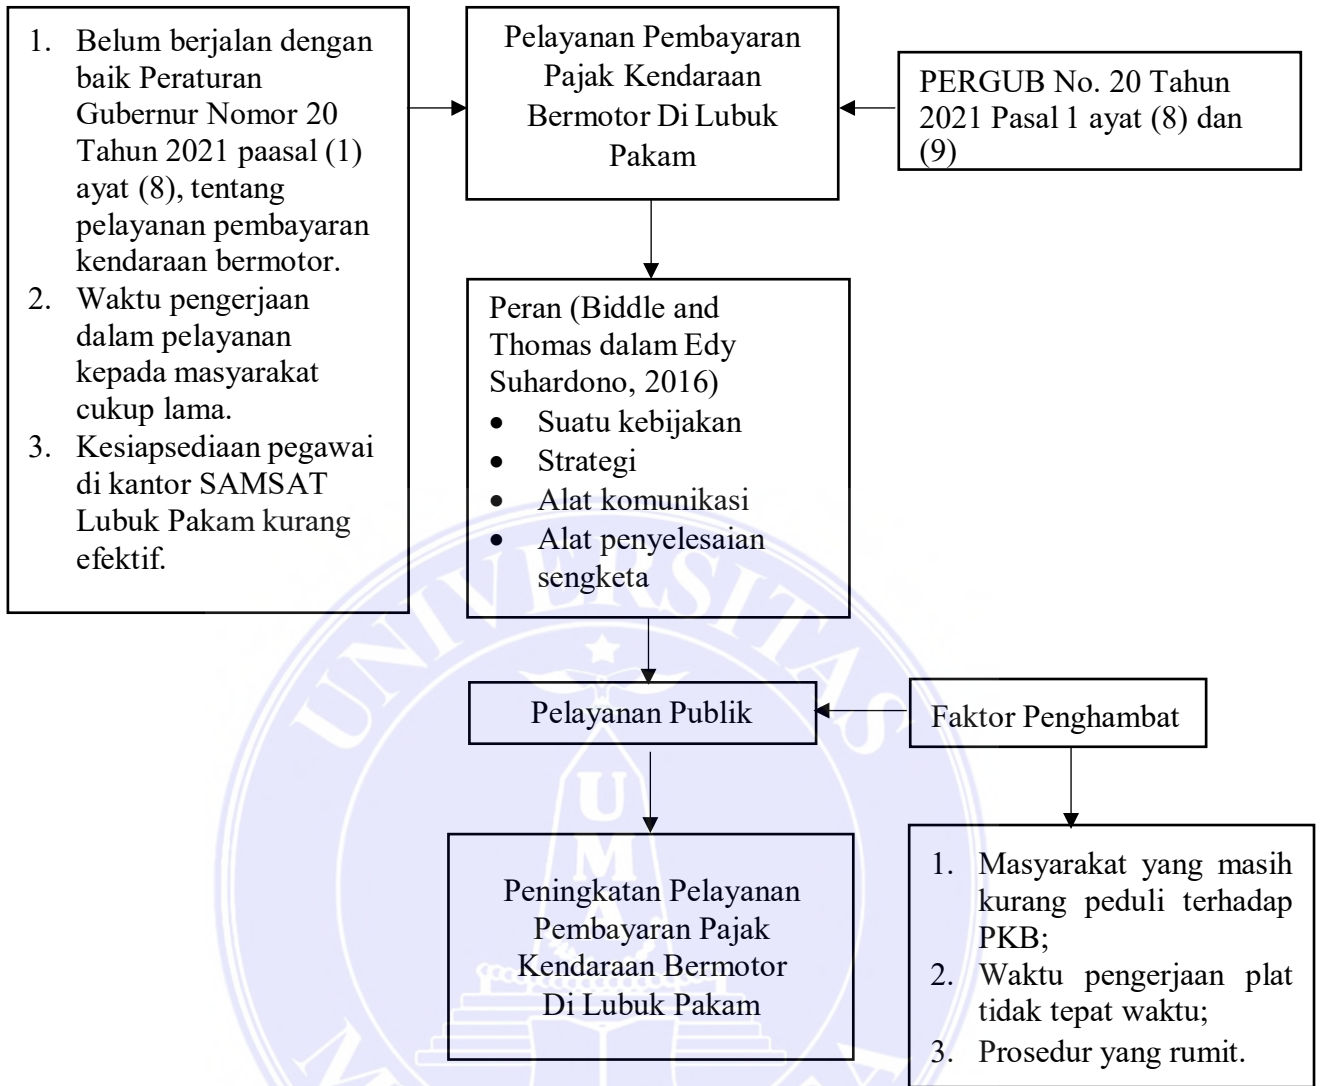 1. Belum berjalan dengan
baik Peraturan
Gubernur Nomor 20
Tahun 2021 paasal (1)
ayat (8), tentang
pelayanan pembayaran
kendaraan bermotor.
2. Waktu pengerjaan
dalam pelayanan
kepada masyarakat
cukup lama.
3. Kesiapsediaan pegawai
di kantor SAMSAT
Lubuk Pakam kurang
efektif.
Pelayanan Pembayaran
Pajak Kendaraan
Bermotor Di Lubuk
Pakam
PERGUB No. 20 Tahun
2021 Pasal 1 ayat (8) dan
(9)
Peran (Biddle and
Thomas dalam Edy
Suhardono, 2016)
• Suatu kebijakan
• Strategi
• Alat komunikasi
• Alat penyelesaian
sengketa
Pelayanan Publik
Faktor Penghambat
Peningkatan Pelayanan
Pembayaran Pajak
Kendaraan Bermotor
Di Lubuk Pakam
1. Masyarakat yang masih
kurang peduli terhadap
PKB;
2. Waktu pengerjaan plat
tidak tepat waktu;
3. Prosedur yang rumit.
UNIVERSITAS
U
M
A